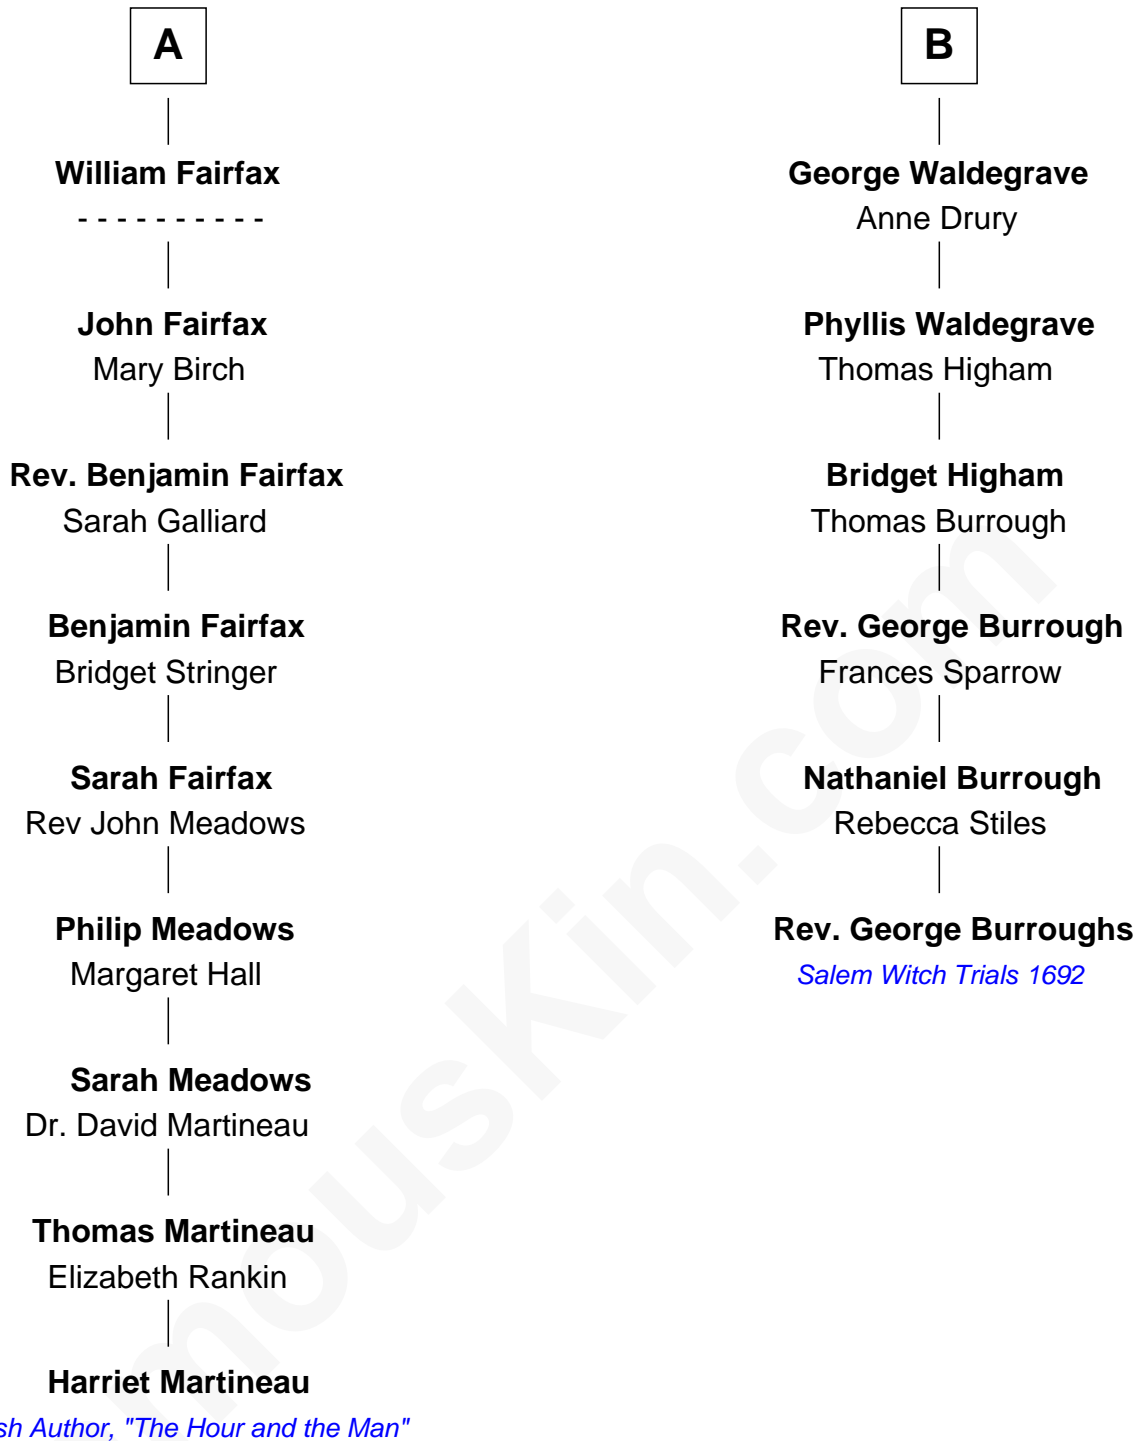 A
William Fairfax
- - - - - - - - - -
John Fairfax
Mary Birch
Rev. Benjamin Fairfax
Sarah Galliard
Benjamin Fairfax
Bridget Stringer
Sarah Fairfax
Rev John Meadows
Philip Meadows
Margaret Hall
Sarah Meadows
Dr. David Martineau
Thomas Martineau
Elizabeth Rankin
Harriet Martineau
sh Author, "The Hour and the Man"
B
George Waldegrave
Anne Drury
Phyllis Waldegrave
Thomas Higham
Bridget Higham
Thomas Burrough
Rev. George Burrough
Frances Sparrow
Nathaniel Burrough
Rebecca Stiles
Rev. George Burroughs
Salem Witch Trials 1692
mouskin.com